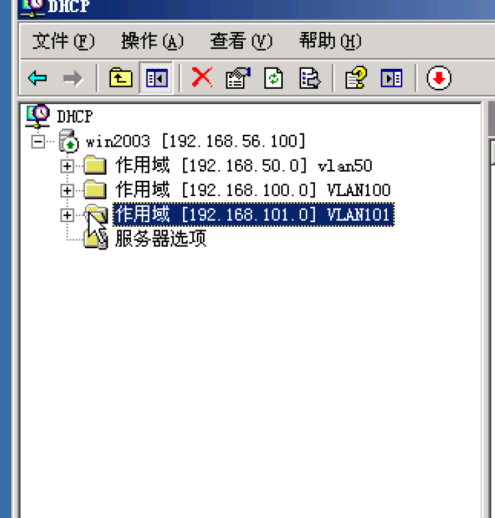 DHCP
文件(F) 操作(A) 查看(V) 帮助(H)
DHCP
win2003 [192.168.56.100]
作用域 [192.168.50.0] vlan50
作用域 [192.168.100.0] VLAN100
作用域 [192.168.101.0] VLAN101
服务器选项